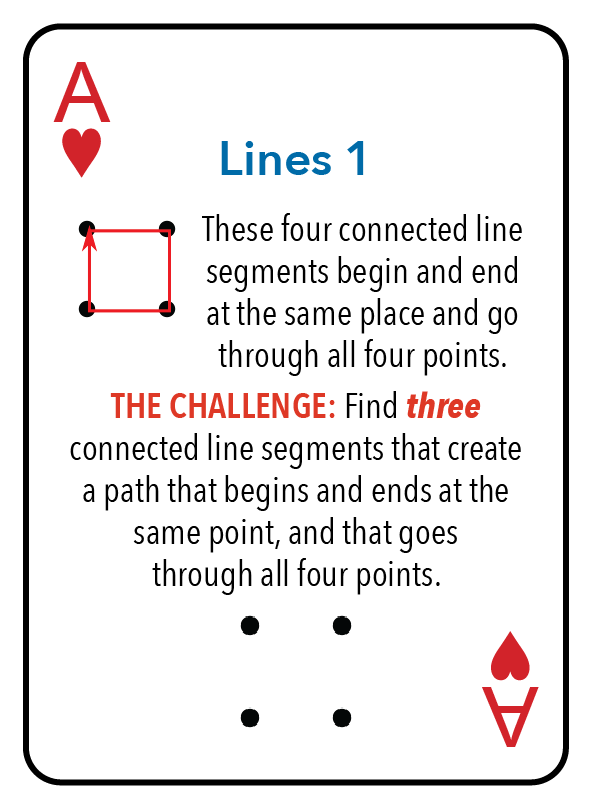 A
Lines 1
These four connected line
segments begin and end
at the same place and go
through all four points.
THE CHALLENGE: Find three
connected line segments that create
a path that begins and ends at the
same point, and that goes
through all four points.
A